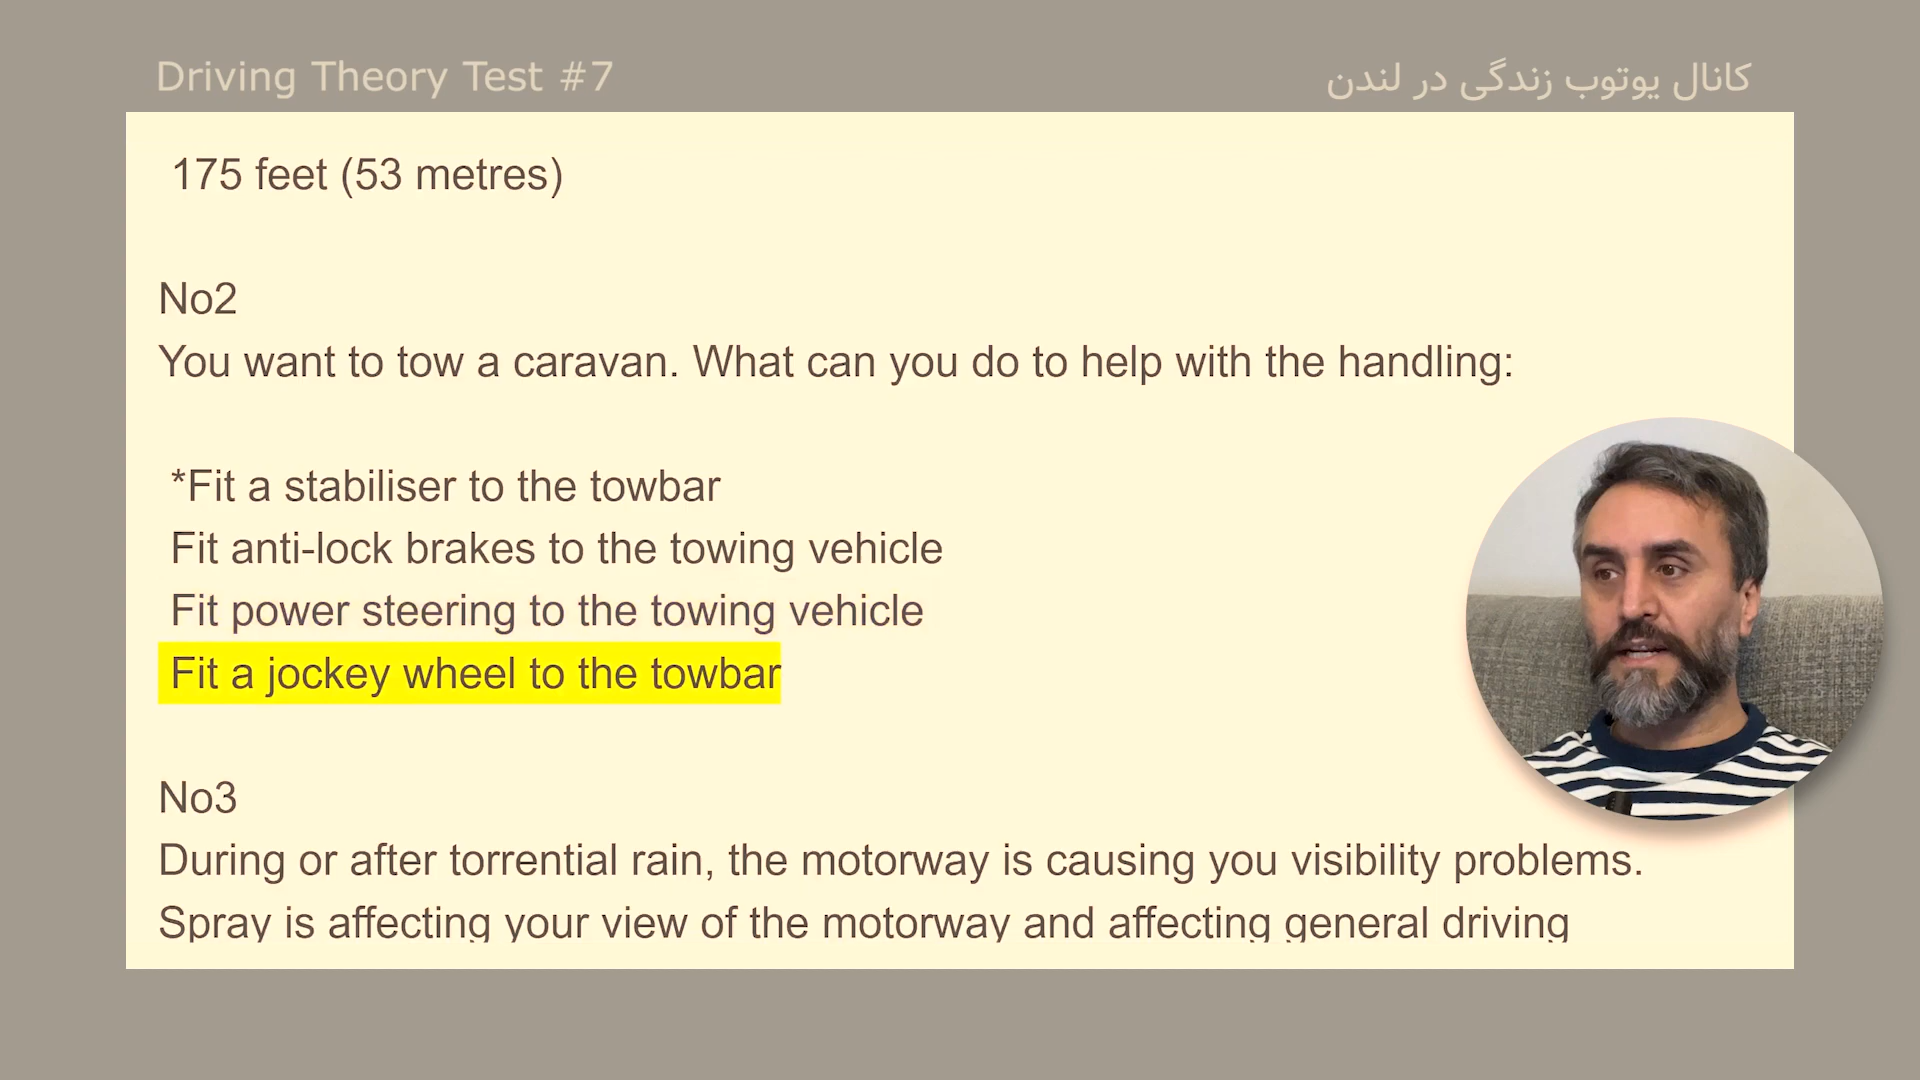 Driving Theory Test #7
کانال یوتوب زندگی در لندن
175 feet (53 metres)
No2
You want to tow a caravan. What can you do to help with the handling:
*Fit a stabiliser to the towbar
Fit anti-lock brakes to the towing vehicle
Fit power steering to the towing vehicle
Fit a jockey wheel to the towbar
No3
During or after torrential rain, the motorway is causing you visibility problems.
Spray is affecting your view of the motorway and affecting general driving